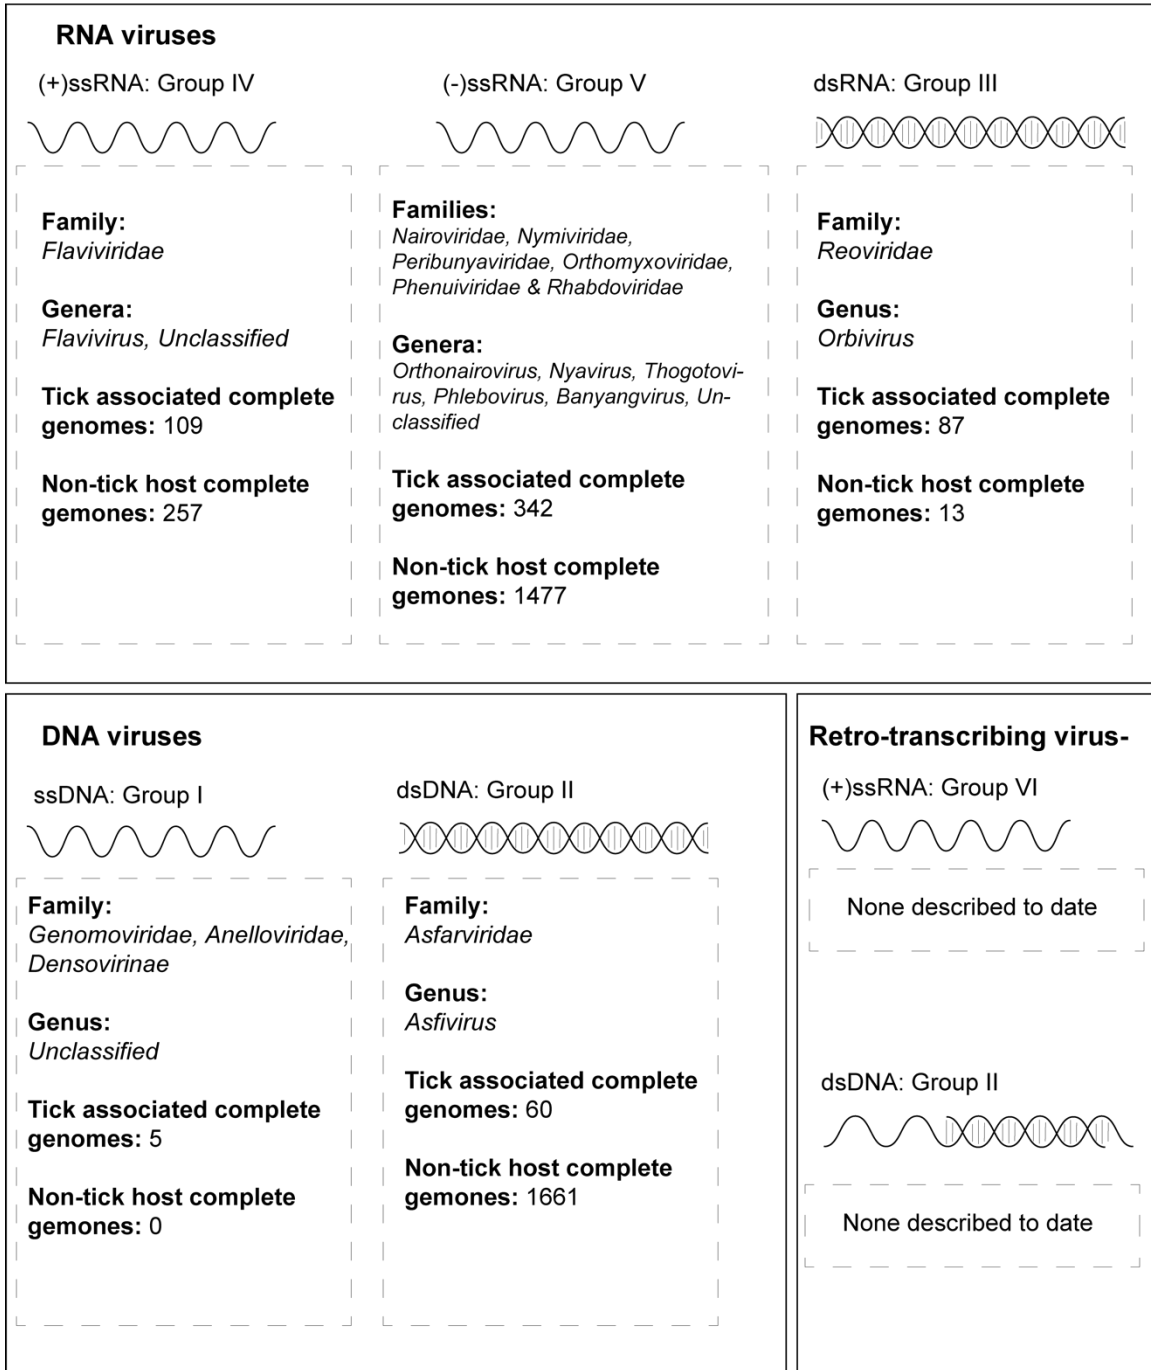 RNA viruses
(+)ssRNA: Group IV
Family:
Flaviviridae
Genera:
Flavivirus, Unclassified
Tick associated complete
genomes: 109
Non-tick host complete
gemones: 257
(-)ssRNA: Group V
Families:
Nairoviridae, Nymiviridae,
Peribunyaviridae, Orthomyxoviridae,
Phenuiviridae & Rhabdoviridae
Genera:
Orthonairovirus, Nyavirus, Thogotovi-
rus, Phlebovirus, Banyangvirus, Un-
classified
Tick associated complete
genomes: 342
Non-tick host complete
gemones: 1477
dsRNA: Group III
Family:
Reoviridae
Genus:
Orbivirus
Tick associated complete
genomes: 87
Non-tick host complete
gemones: 13
DNA viruses
ssDNA: Group I
Family:
Genomoviridae, Anelloviridae,
Densovirinae
Genus:
Unclassified
Tick associated complete
genomes: 5
Non-tick host complete
gemones: 0
dsDNA: Group II
Family:
Asfarviridae
Genus:
Asfivirus
Tick associated complete
genomes: 60
Non-tick host complete
gemones: 1661
Retro-transcribing virus-
(+)ssRNA: Group VI
None described to date
dsDNA: Group II
None described to date